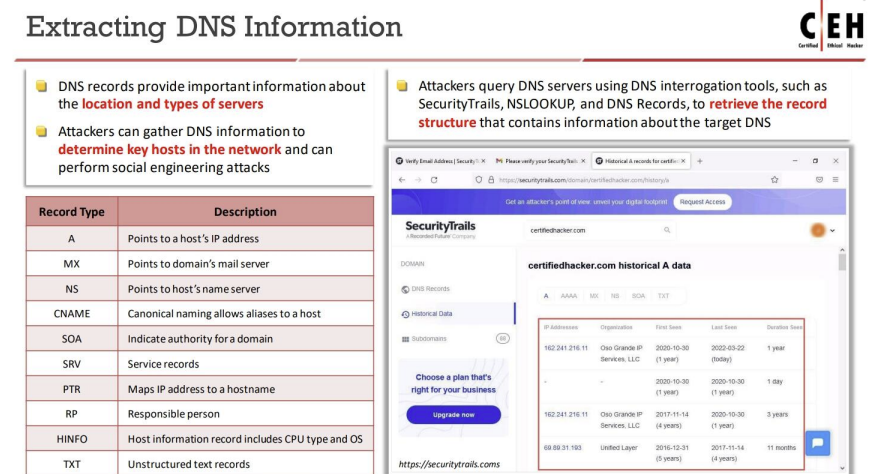 Extracting DNS Information
C|EH
Certified Ethical Hacker
DNS records provide important information about
the location and types of servers
Attackers can gather DNS information to
determine key hosts in the network and can
perform social engineering attacks
Record Type Description
A Points to a host's IP address
MX Points to domain's mail server
NS Points to host's name server
CNAME Canonical naming allows aliases to a host
SOA Indicate authority for a domain
SRV Service records
PTR Maps IP address to a hostname
RP Responsible person
HINFO Host information record includes CPU type and OS
TXT Unstructured text records
Attackers query DNS servers using DNS interrogation tools, such as
SecurityTrails, NSLOOKUP, and DNS Records, to retrieve the record
structure that contains information about the target DNS
Verify Email Address | Security Please verify your SecurityTrails Historical A records for certified
https://securitytrails.com/domain/certifiedhacker.com/history/a
Get an attacker's point of view: unveil your digital footprint Request Access
SecurityTrails
A Recorded Future Company
certifiedhacker.com
DOMAIN
DNS Records
Historical Data
Subdomains 68
Choose a plan that's
right for your business
Upgrade now
https://securitytrails.coms
certifiedhacker.com historical A data
A AAAA MX NS SOA TXT
IP Addresses Organization First Seen Last Seen Duration Seen
162.241.216.11 Oso Grande IP 2020-10-30 2022-03-22 1 year
Services, LLC (1 year) (today)
- - 2020-10-30 2020-10-30 1 day
(1 year) (1 year)
162.241.216.11 Oso Grande IP 2017-11-14 2020-10-30 3 years
Services, LLC (4 years) (1 year)
69.89.31.193 Unified Layer 2016-12-31 2017-11-14 11 months
(5 years) (4 years)